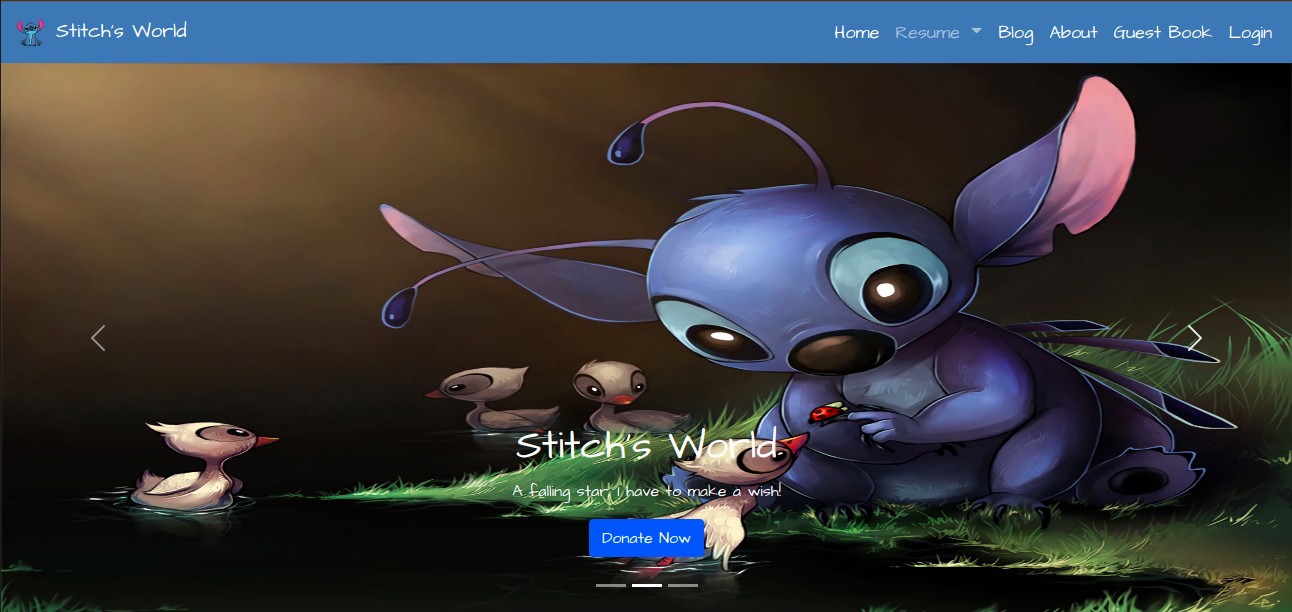 Stitch's World
Home Resume Blog About Guest Book Login
Stitch's World.
A falling star, I have to make a wish!
Donate Now